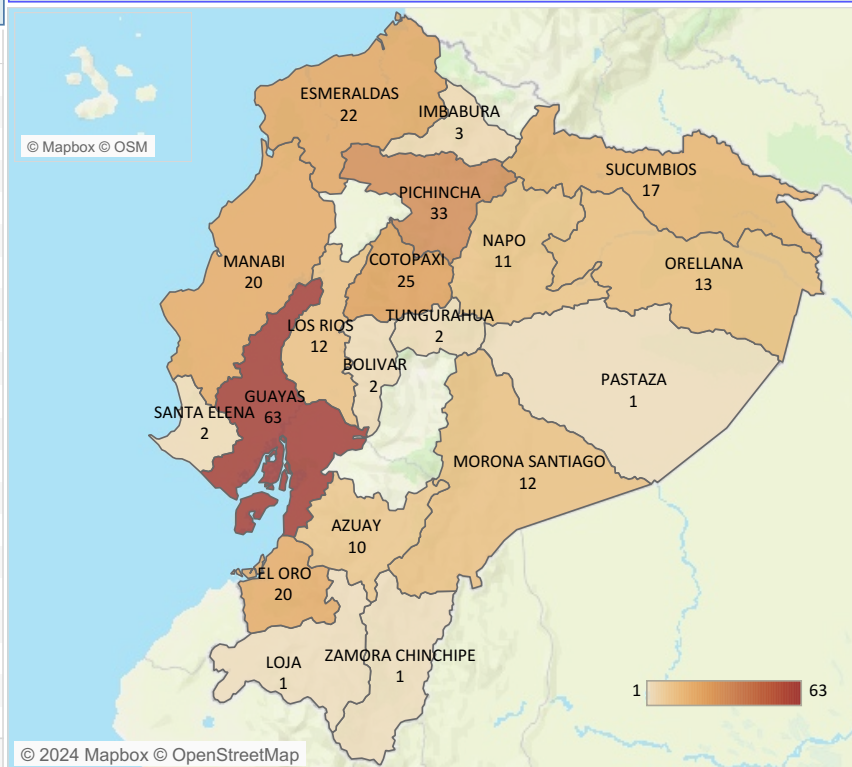 ESMERALDAS
22
IMBABURA
3
© Mapbox © OSM
SUCUMBIOS
17
PICHINCHA
33
NAPO
11
COTOPAXI
25
MANABI
20
ORELLANA
13
TUNGURAHUA
2
LOS RIOS
12
BOLIVAR
2
PASTAZA
1
GUAYAS
63
SANTA ELENA
2
MORONA SANTIAGO
12
AZUAY
10
EL ORO
20
LOJA
1
ZAMORA CHINCHIPE
1
1 63
© 2024 Mapbox © OpenStreetMap